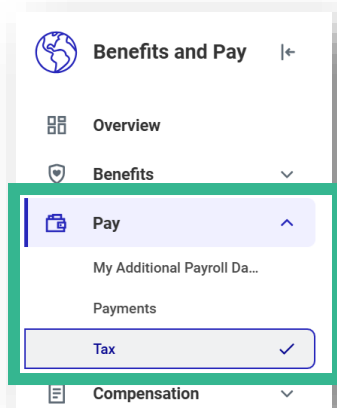 Benefits and Pay
Overview
Benefits
Pay
My Additional Payroll Da...
Payments
Tax
Compensation